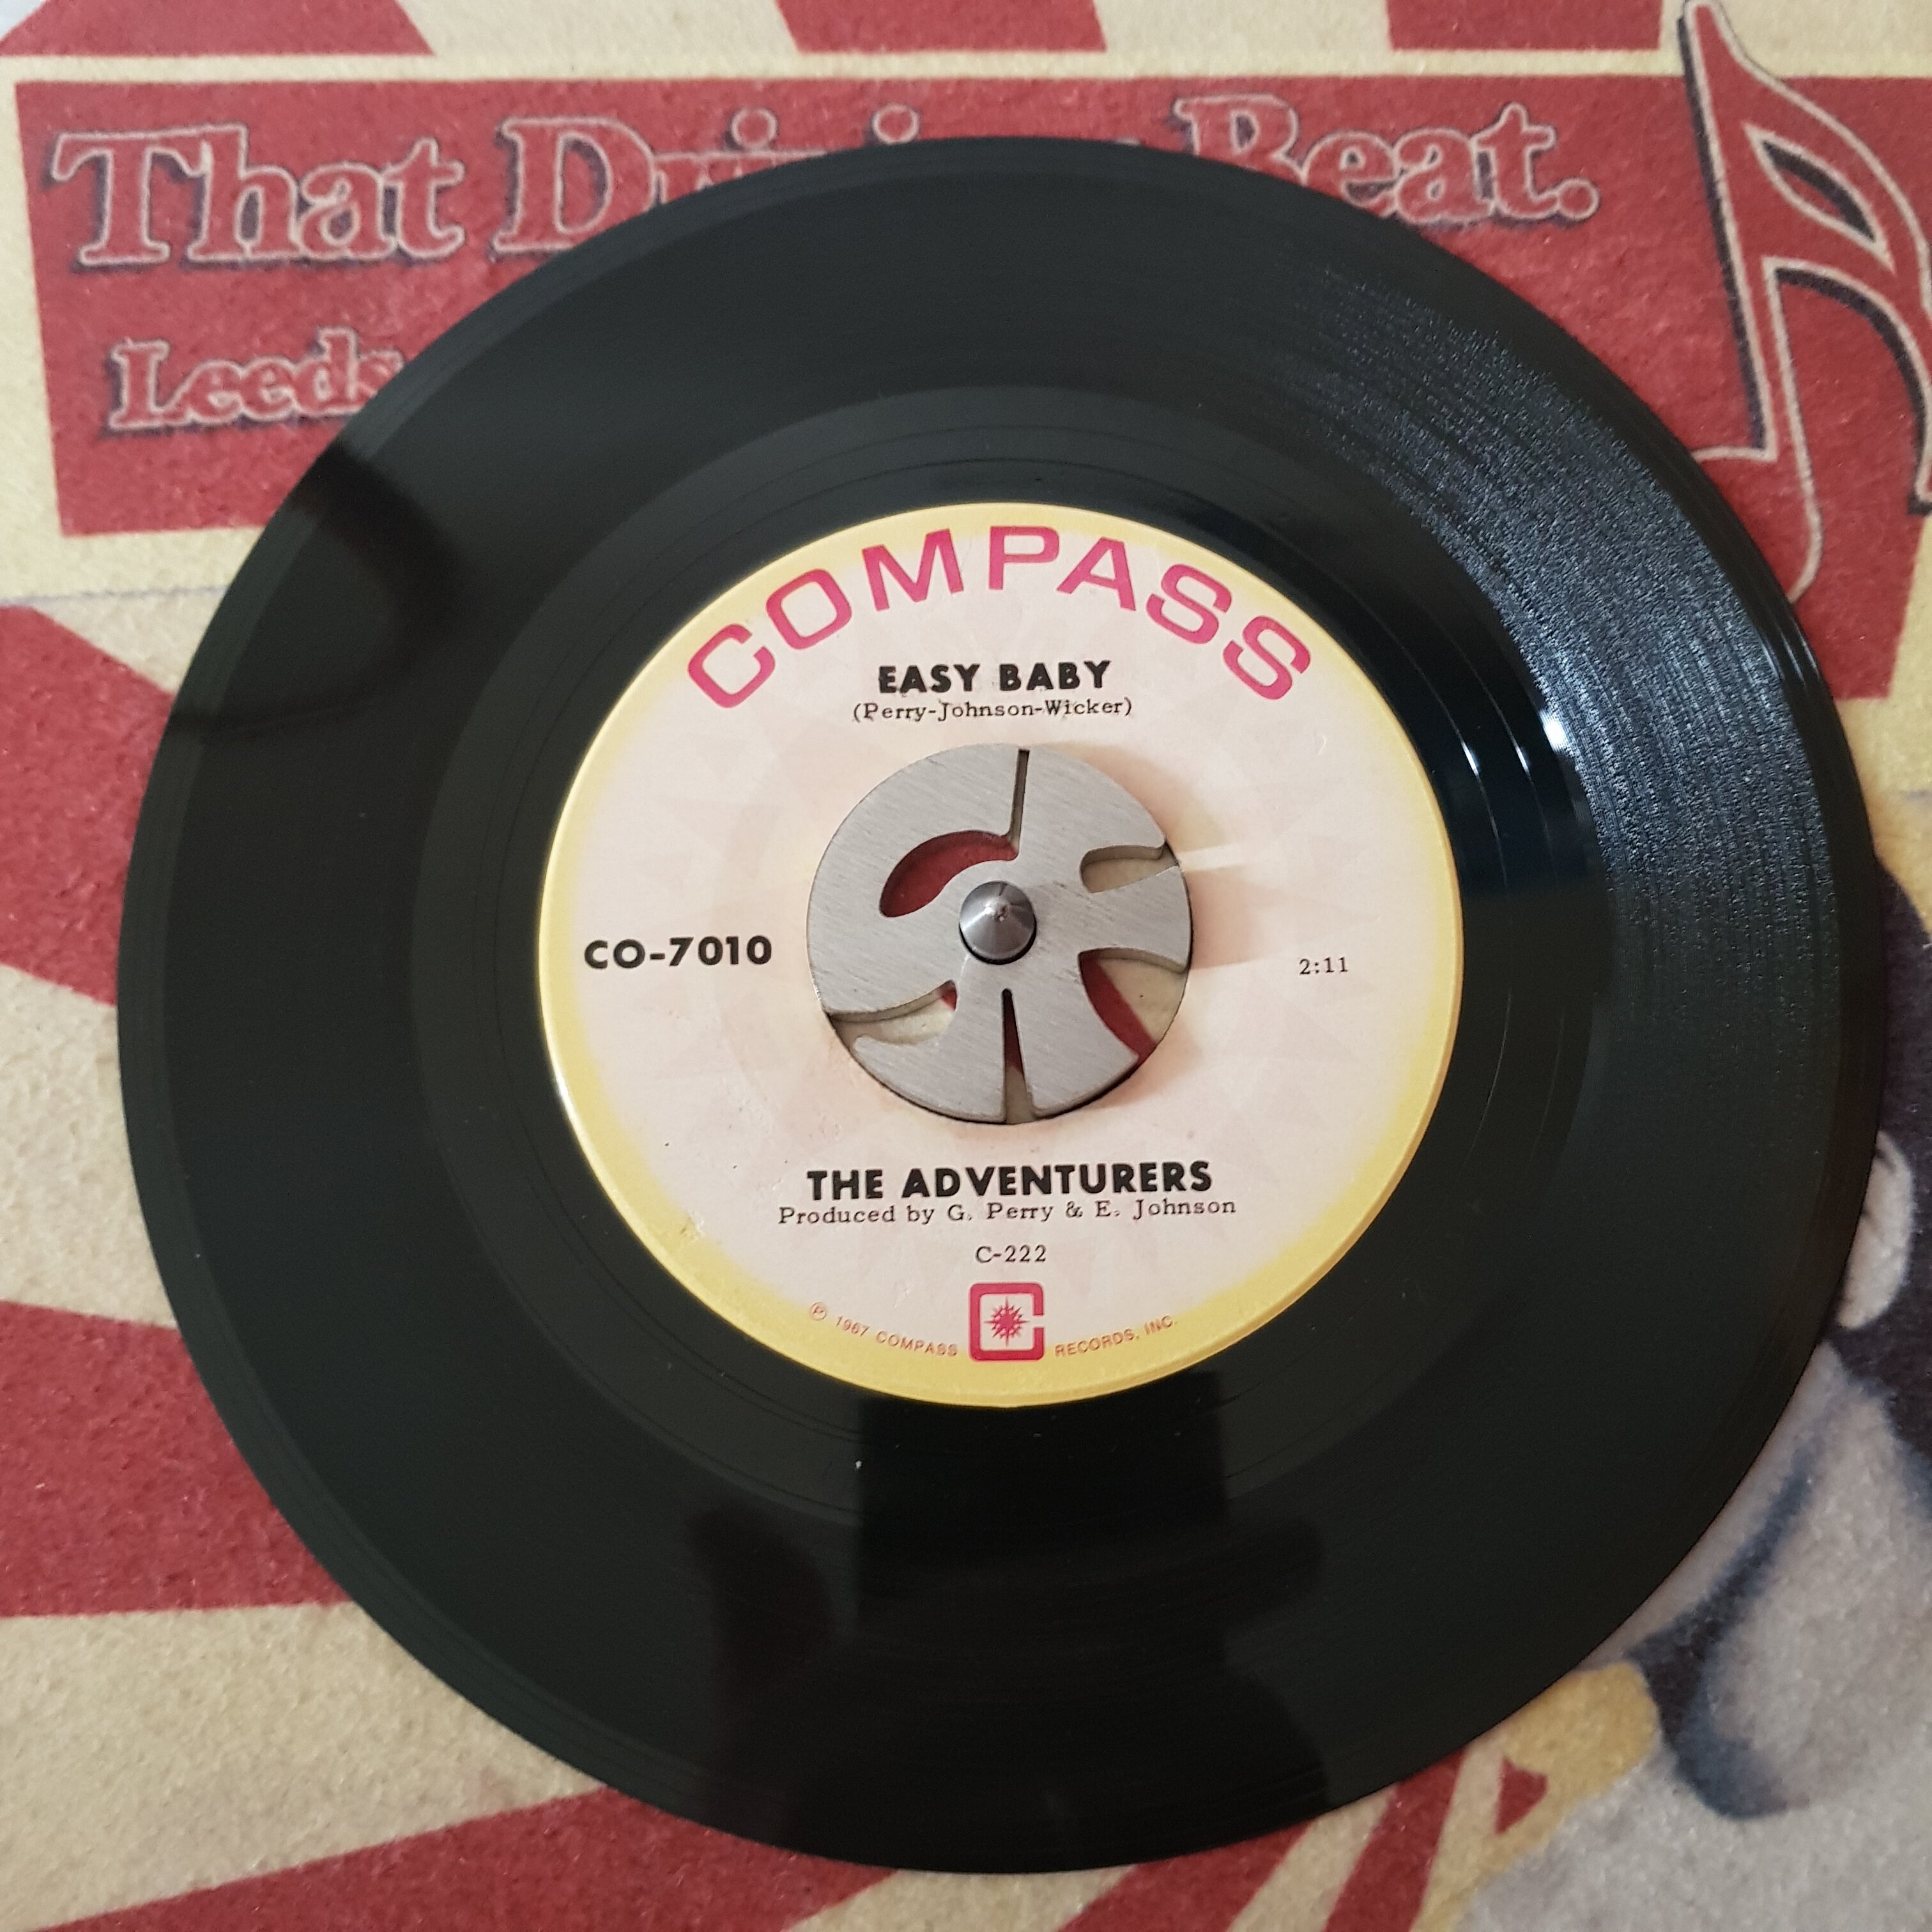 That Beat.
Leeds
COMPASS
EASY BABY
(Perry-Johnson-Wicker)
CO-7010
2:11
THE ADVENTURERS
Produced by G. Perry & E. Johnson
C-222
℗ 1967 COMPASS RECORDS, INC.